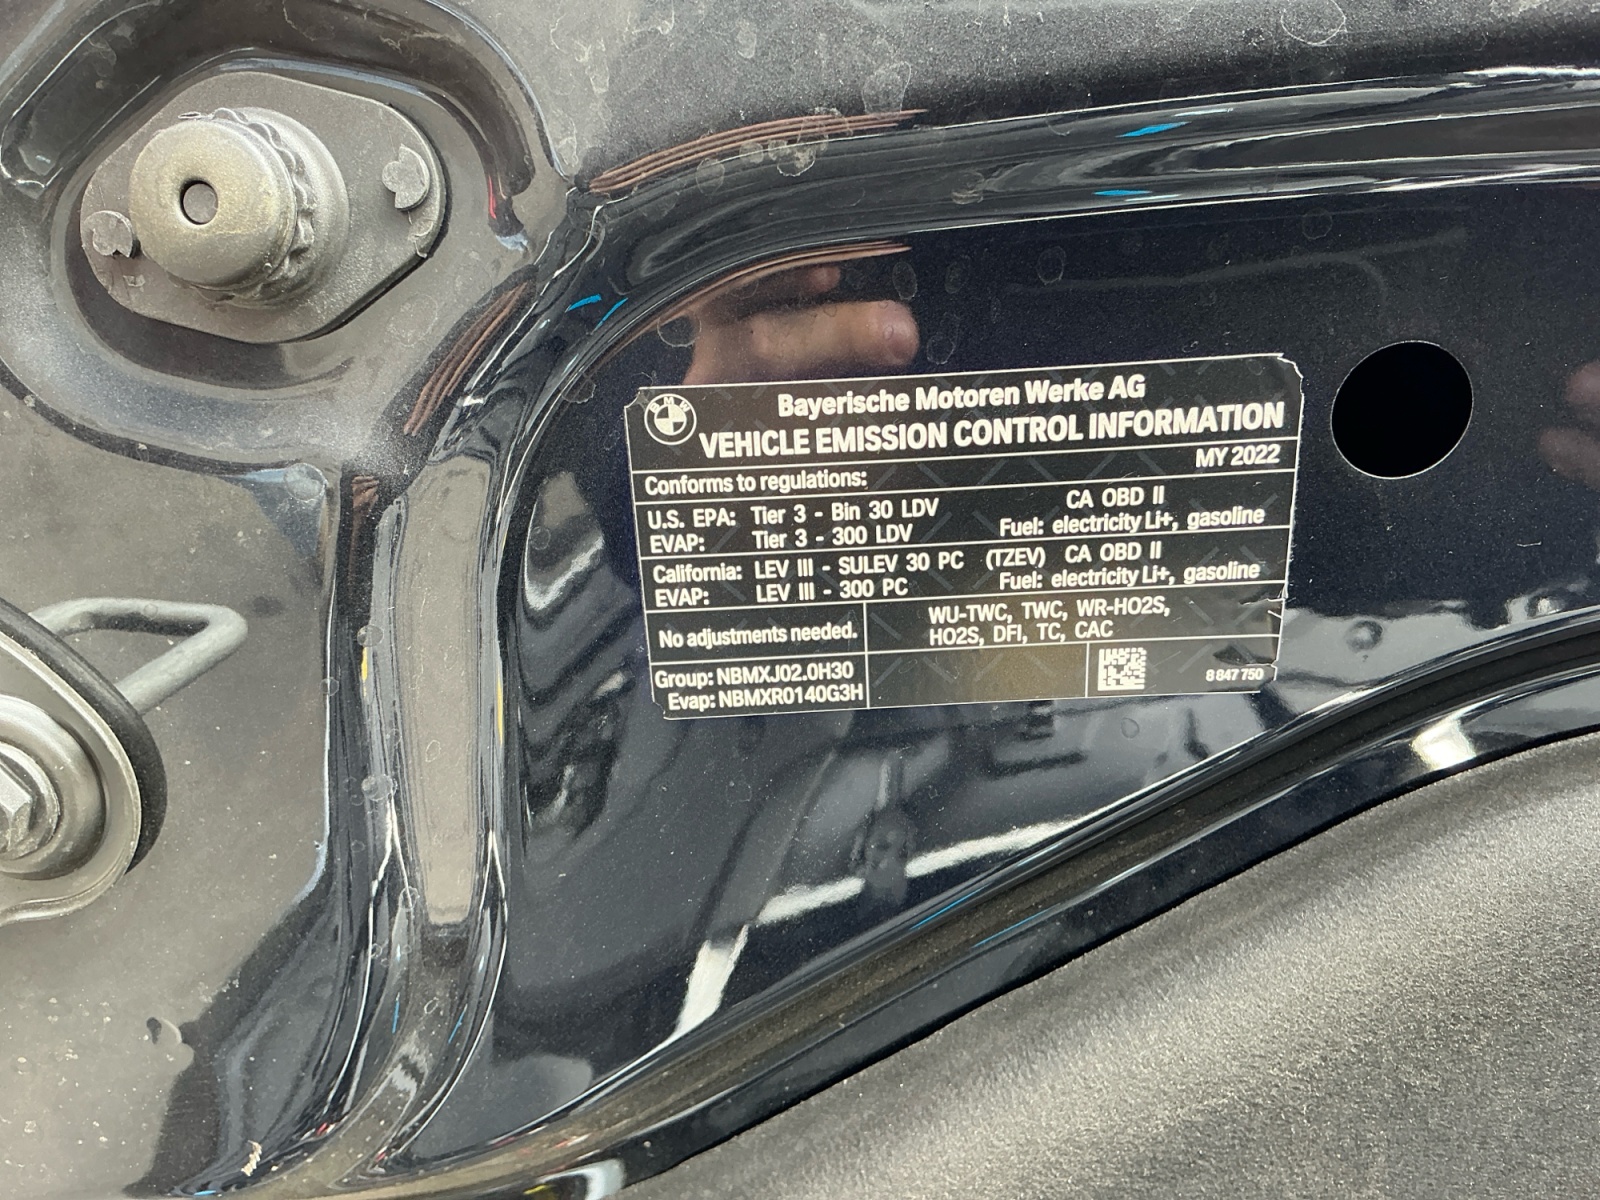 BMW
Bayerische Motoren Werke AG
VEHICLE EMISSION CONTROL INFORMATION
MY 2022
Conforms to regulations:
U.S. EPA: Tier 3 - Bin 30 LDV CA OBD II
EVAP: Tier 3 - 300 LDV Fuel: electricity Li+, gasoline
California: LEV III - SULEV 30 PC (TZEV) CA OBD II
EVAP: LEV III - 300 PC Fuel: electricity Li+, gasoline
No adjustments needed.
WU-TWC, TWC, WR-HO2S,
HO2S, DFI, TC, CAC
Group: NBMXJ02.0H30
Evap: NBMXR0140G3H
8 847 750